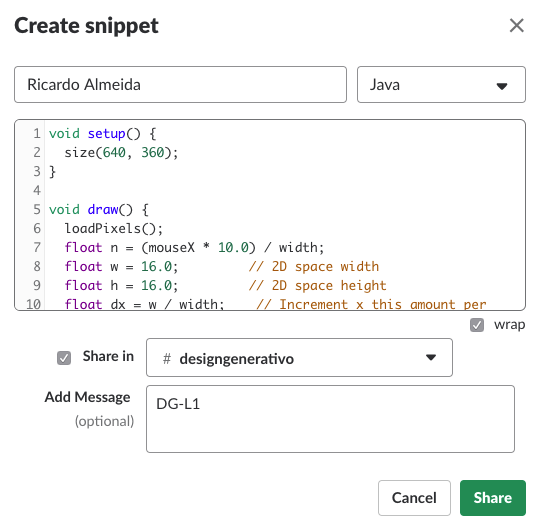 Create snippet
Ricardo Almeida Java
1 void setup() {
2   size(640, 360);
3 }
4
5 void draw() {
6   loadPixels();
7   float n = (mouseX * 10.0) / width;
8   float w = 16.0;         // 2D space width
9   float h = 16.0;         // 2D space height
10   float dx = w / width;    // Increment x this amount per
wrap
Share in # designgenerativo
Add Message DG-L1
(optional)
Cancel Share